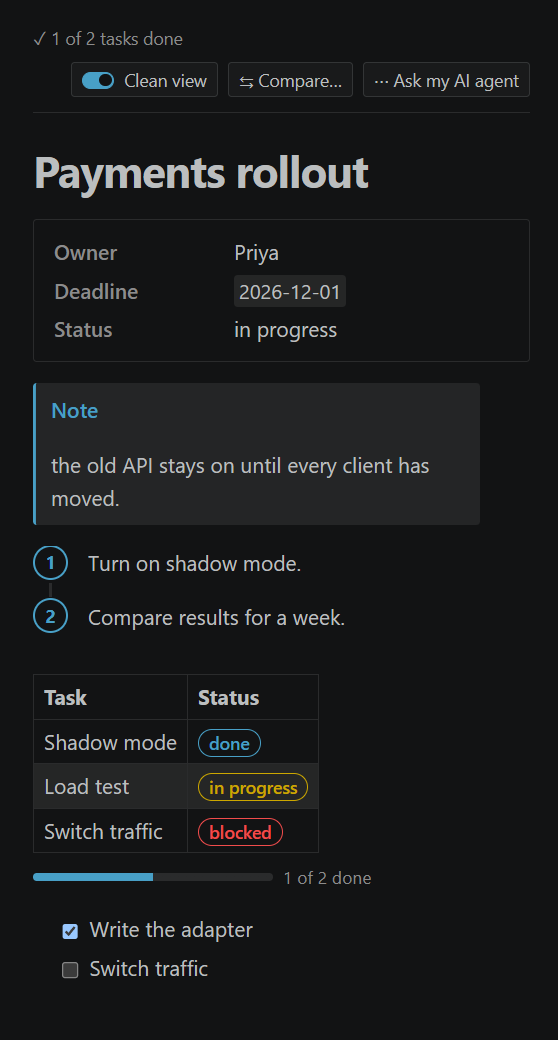 ✓ 1 of 2 tasks done
Clean view
⇆ Compare...
··· Ask my AI agent
Payments rollout
Owner Priya
Deadline 2026-12-01
Status in progress
Note
the old API stays on until every client has
moved.
1 Turn on shadow mode.
2 Compare results for a week.
Task Status
Shadow mode done
Load test in progress
Switch traffic blocked
1 of 2 done
Write the adapter
Switch traffic